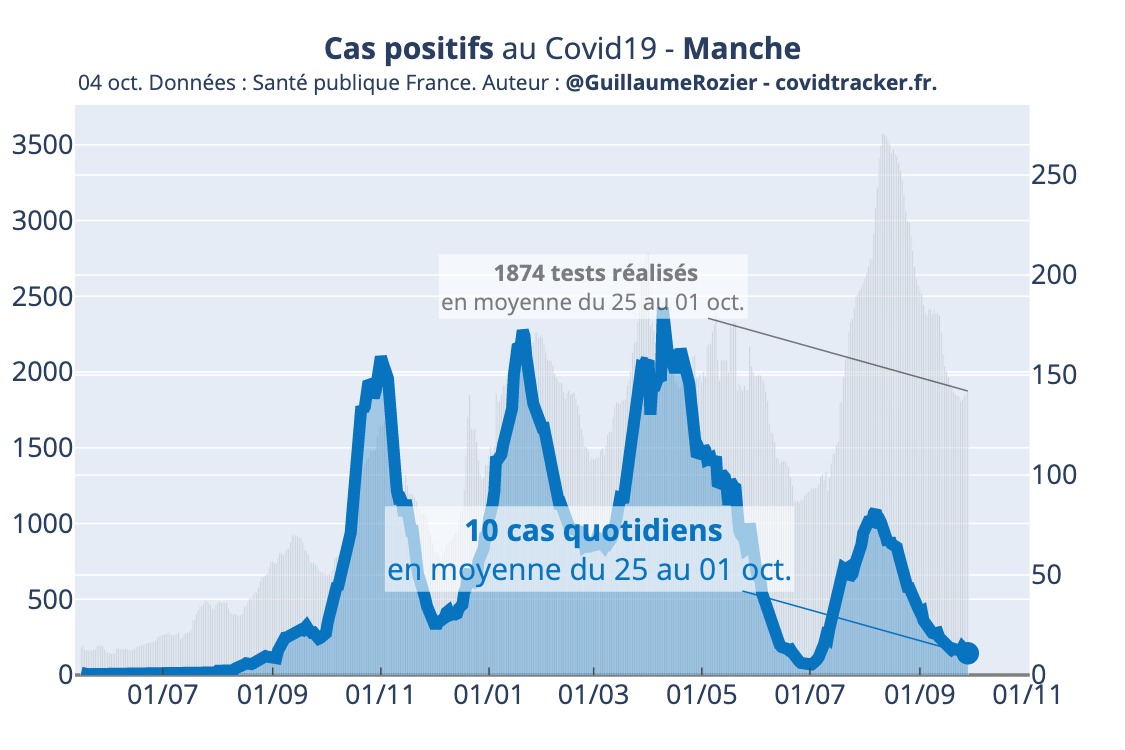 Cas positifs au Covid19 - Manche
04 oct. Données : Santé publique France. Auteur : @GuillaumeRozier - covidtracker.fr.
3500
3000
2500
2000
1500
1000
500
0
250
200
150
100
50
0
1874 tests réalisés
en moyenne du 25 au 01 oct.
10 cas quotidiens
en moyenne du 25 au 01 oct.
01/07 01/09 01/11 01/01 01/03 01/05 01/07 01/09 01/11